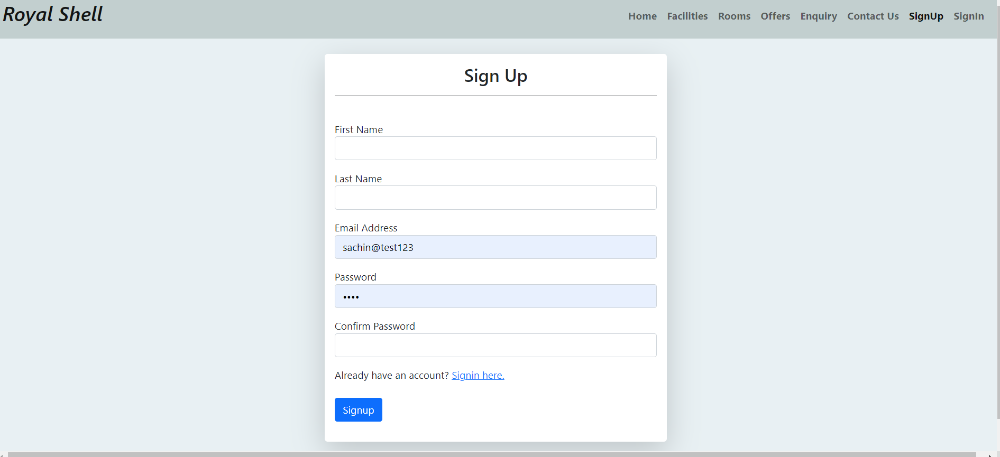 Royal Shell
Home Facilities Rooms Offers Enquiry Contact Us SignUp SignIn
Sign Up
First Name
Last Name
Email Address
sachin@test123
Password
••••
Confirm Password
Already have an account? Signin here.
Signup